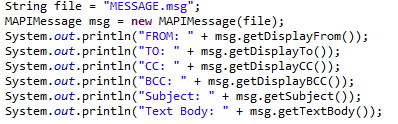 String file = "MESSAGE.msg";
MAPIMessage msg = new MAPIMessage(file);
System.out.println("FROM: " + msg.getDisplayFrom());
System.out.println("TO: " + msg.getDisplayTo());
System.out.println("CC: " + msg.getDisplayCC());
System.out.println("BCC: " + msg.getDisplayBCC());
System.out.println("Subject: " + msg.getSubject());
System.out.println("Text Body: " + msg.getTextBody());